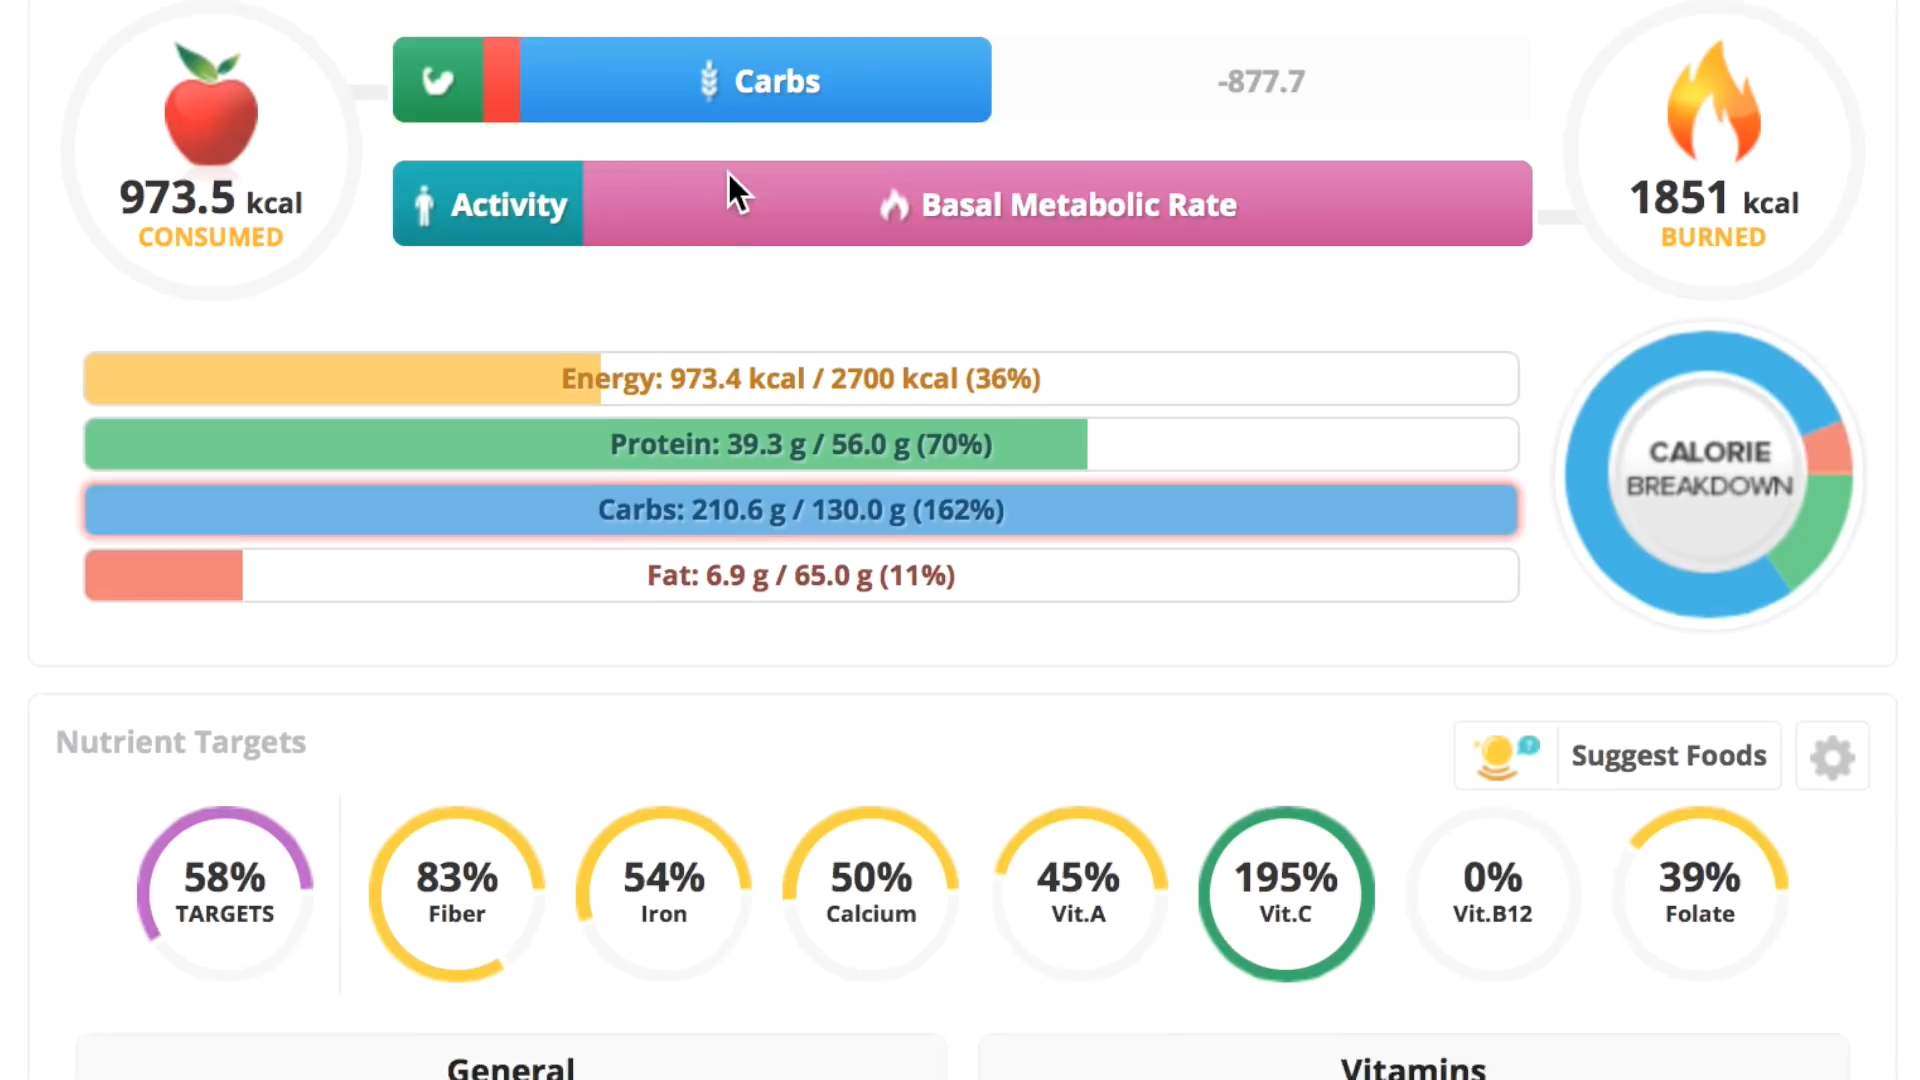 Carbs
-877.7
973.5 kcal
CONSUMED
Activity
Basal Metabolic Rate
1851 kcal
BURNED
Energy: 973.4 kcal / 2700 kcal (36%)
Protein: 39.3 g / 56.0 g (70%)
Carbs: 210.6 g / 130.0 g (162%)
Fat: 6.9 g / 65.0 g (11%)
CALORIE
BREAKDOWN
Nutrient Targets
Suggest Foods
58%
TARGETS
83%
Fiber
54%
Iron
50%
Calcium
45%
Vit.A
195%
Vit.C
0%
Vit.B12
39%
Folate
General
Vitamins